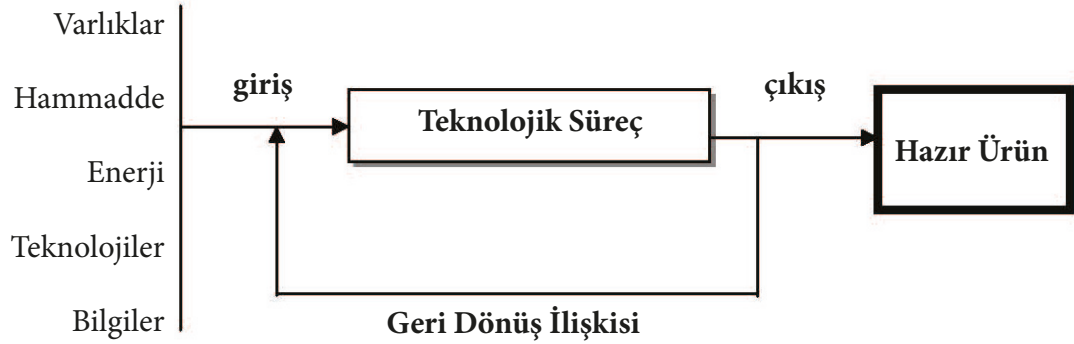 Varlıklar
Hammadde
Enerji
Teknolojiler
Bilgiler
giriş
Teknolojik Süreç
çıkış
Hazır Ürün
Geri Dönüş İlişkisi